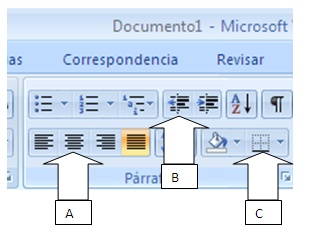 Documento1 - Microsoft
as Correspondencia Revisar
Párraf
A
B
C